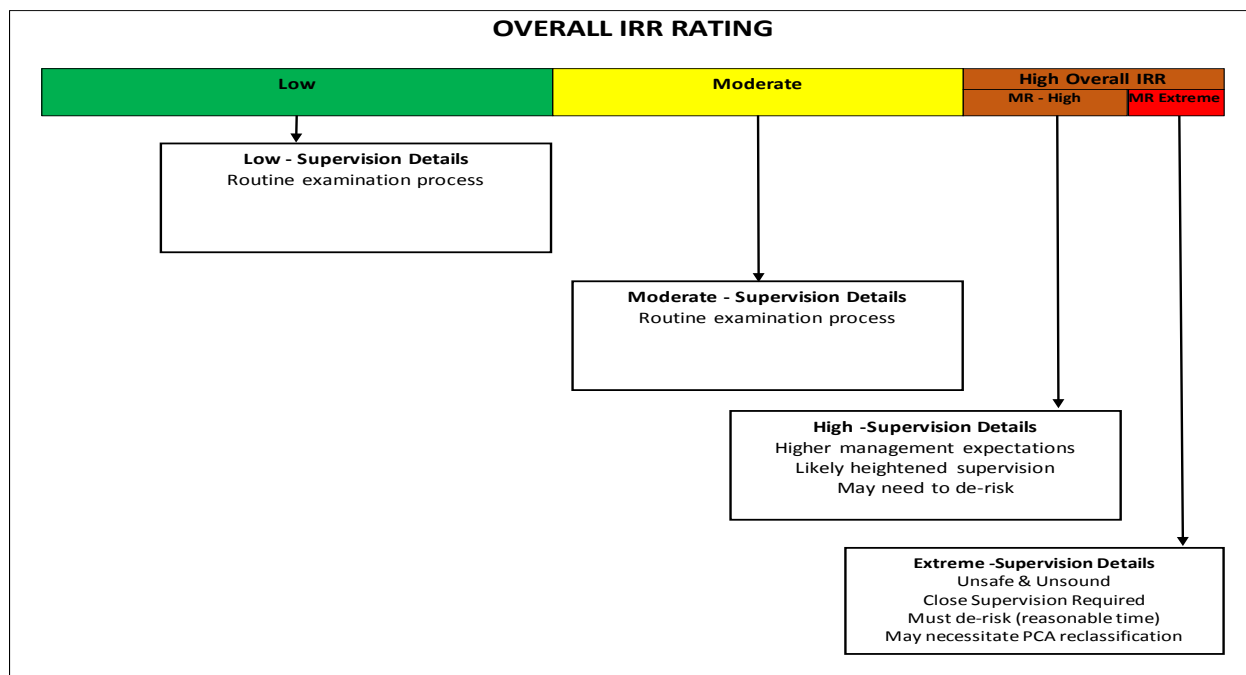 OVERALL IRR RATING
Low
Moderate
High Overall IRR
MR - High
MR Extreme
Low - Supervision Details
Routine examination process
Moderate - Supervision Details
Routine examination process
High -Supervision Details
Higher management expectations
Likely heightened supervision
May need to de-risk
Extreme -Supervision Details
Unsafe & Unsound
Close Supervision Required
Must de-risk (reasonable time)
May necessitate PCA reclassification